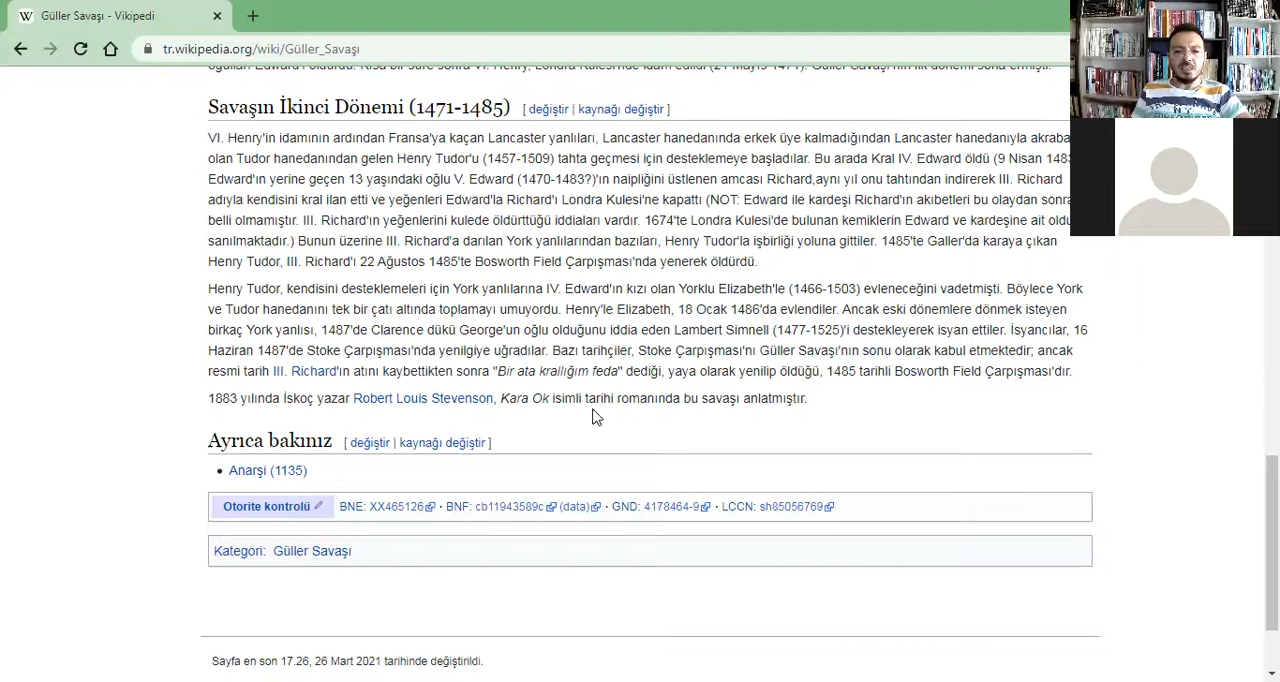 Güller Savaşı - Vikipedi
tr.wikipedia.org/wiki/Güller_Savaşı
Savaşın İkinci Dönemi (1471-1485) [ değiştir | kaynağı değiştir ]
VI. Henry'in idamının ardından Fransa'ya kaçan Lancaster yanlıları, Lancaster hanedanında erkek üye kalmadığından Lancaster hanedanıyla akraba
olan Tudor hanedanından gelen Henry Tudor'u (1457-1509) tahta geçmesi için desteklemeye başladılar. Bu arada Kral IV. Edward öldü (9 Nisan 1483
Edward'ın yerine geçen 13 yaşındaki oğlu V. Edward (1470-1483?)'ın naipliğini üstlenen amcası Richard,aynı yıl onu tahtından indirerek III. Richard
adıyla kendisini kral ilan etti ve yeğenleri Edward'la Richard'ı Londra Kulesi'ne kapattı (NOT: Edward ile kardeşi Richard'ın akıbetleri bu olaydan sonra
belli olmamıştır. III. Richard'ın yeğenlerini kulede öldürttüğü iddiaları vardır. 1674'te Londra Kulesi'de bulunan kemiklerin Edward ve kardeşine ait oldu
sanılmaktadır.) Bunun üzerine III. Richard'a darılan York yanlılarından bazıları, Henry Tudor'la işbirliği yoluna gittiler. 1485'te Galler'da karaya çıkan
Henry Tudor, III. Richard'ı 22 Ağustos 1485'te Bosworth Field Çarpışması'nda yenerek öldürdü.
Henry Tudor, kendisini desteklemeleri için York yanlılarına IV. Edward'ın kızı olan Yorklu Elizabeth'le (1466-1503) evleneceğini vadetmişti. Böylece York
ve Tudor hanedanını tek bir çatı altında toplamayı umuyordu. Henry'le Elizabeth, 18 Ocak 1486'da evlendiler. Ancak eski dönemlere dönmek isteyen
birkaç York yanlısı, 1487'de Clarence dükü George'un oğlu olduğunu iddia eden Lambert Simnell (1477-1525)'i destekleyerek isyan ettiler. İsyancılar, 16
Haziran 1487'de Stoke Çarpışması'nda yenilgiye uğradılar. Bazı tarihçiler, Stoke Çarpışması'nı Güller Savaşı'nın sonu olarak kabul etmektedir; ancak
resmi tarih III. Richard'ın atını kaybettikten sonra "Bir ata krallığım feda" dediği, yaya olarak yenilip öldüğü, 1485 tarihli Bosworth Field Çarpışması'dır.
1883 yılında İskoç yazar Robert Louis Stevenson, Kara Ok isimli tarihi romanında bu savaşı anlatmıştır.
Ayrıca bakınız [ değiştir | kaynağı değiştir ]
Anarşi (1135)
Otorite kontrolü BNE: XX465126 · BNF: cb11943589c (data) · GND: 4178464-9 · LCCN: sh85056769
Kategori: Güller Savaşı
Sayfa en son 17.26, 26 Mart 2021 tarihinde değiştirildi.